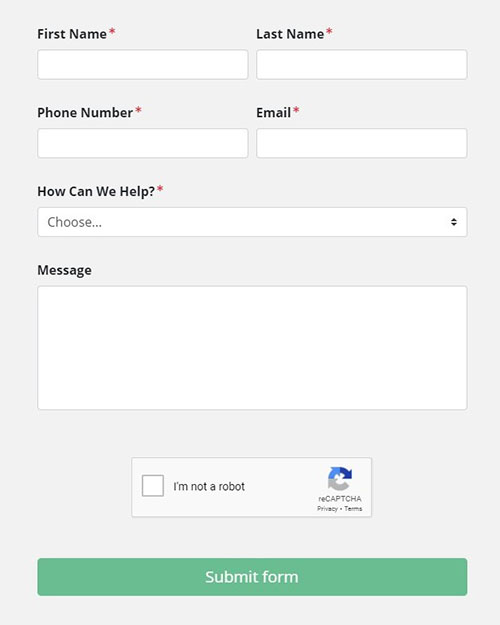 First Name* Last Name*
Phone Number* Email*
How Can We Help?*
Choose...
Message
I'm not a robot
reCAPTCHA
Privacy • Terms
Submit form